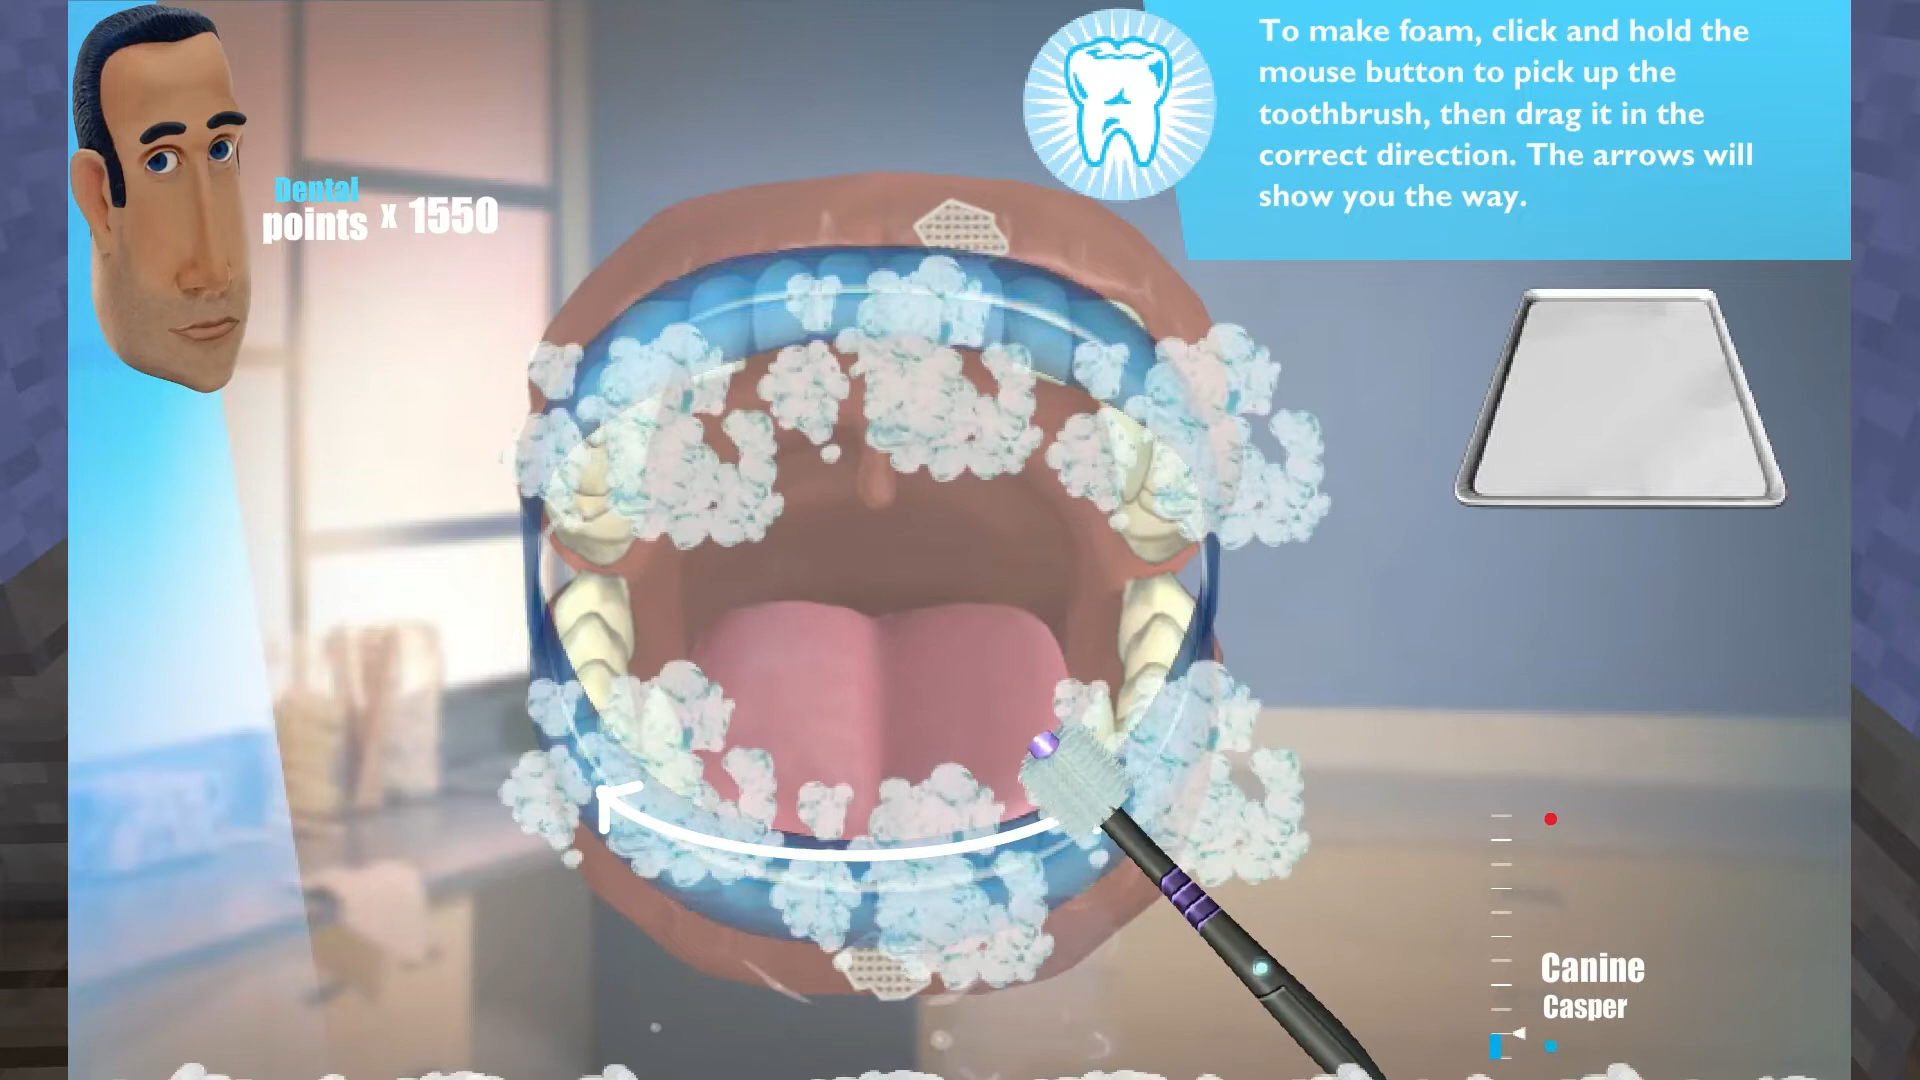 To make foam, click and hold the
mouse button to pick up the
toothbrush, then drag it in the
correct direction. The arrows will
show you the way.
Dental
points x 1550
Canine
Casper